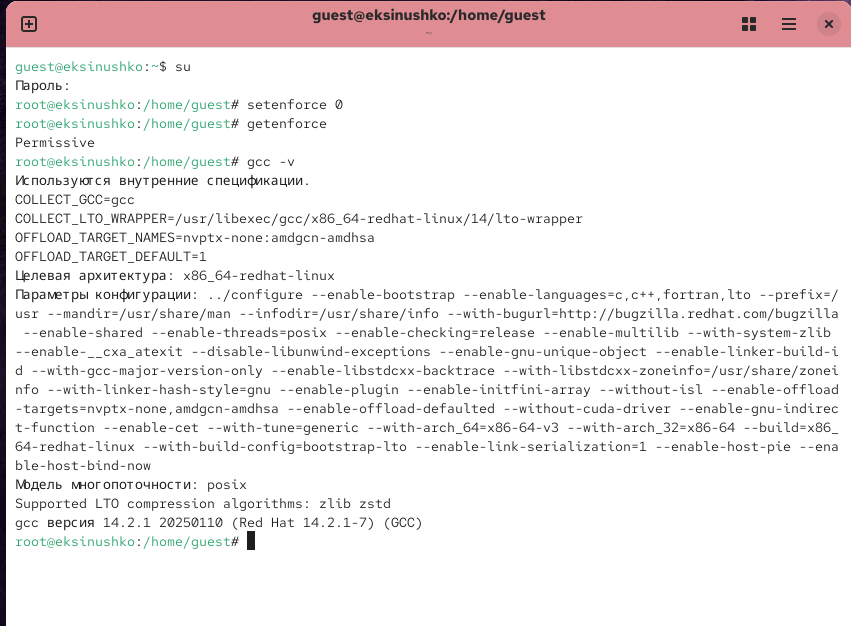 guest@eksinushko:/home/guest
~
guest@eksinushko:~$ su
Пароль:
root@eksinushko:/home/guest# setenforce 0
root@eksinushko:/home/guest# getenforce
Permissive
root@eksinushko:/home/guest# gcc -v
Используются внутренние спецификации.
COLLECT_GCC=gcc
COLLECT_LTO_WRAPPER=/usr/libexec/gcc/x86_64-redhat-linux/14/lto-wrapper
OFFLOAD_TARGET_NAMES=nvptx-none:amdgcn-amdhsa
OFFLOAD_TARGET_DEFAULT=1
Целевая архитектура: x86_64-redhat-linux
Параметры конфигурации: ../configure --enable-bootstrap --enable-languages=c,c++,fortran,lto --prefix=/
usr --mandir=/usr/share/man --infodir=/usr/share/info --with-bugurl=http://bugzilla.redhat.com/bugzilla
 --enable-shared --enable-threads=posix --enable-checking=release --enable-multilib --with-system-zlib
--enable-__cxa_atexit --disable-libunwind-exceptions --enable-gnu-unique-object --enable-linker-build-i
d --with-gcc-major-version-only --enable-libstdcxx-backtrace --with-libstdcxx-zoneinfo=/usr/share/zonei
nfo --with-linker-hash-style=gnu --enable-plugin --enable-initfini-array --without-isl --enable-offload
-targets=nvptx-none,amdgcn-amdhsa --enable-offload-defaulted --without-cuda-driver --enable-gnu-indirec
t-function --enable-cet --with-tune=generic --with-arch_64=x86-64-v3 --with-arch_32=x86-64 --build=x86_
64-redhat-linux --with-build-config=bootstrap-lto --enable-link-serialization=1 --enable-host-pie --ena
ble-host-bind-now
Модель многопоточности: posix
Supported LTO compression algorithms: zlib zstd
gcc версия 14.2.1 20250110 (Red Hat 14.2.1-7) (GCC)
root@eksinushko:/home/guest#